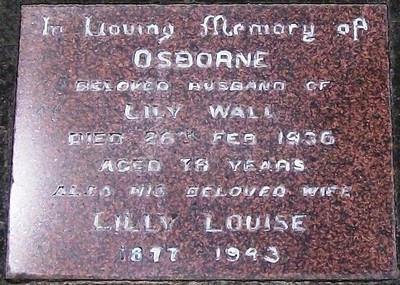 In Loving Memory of
OSBORNE
BELOVED HUSBAND OF
LILY WALL
DIED 26TH FEB 1936
AGED 78 YEARS
ALSO HIS BELOVED WIFE
LILLY LOUISE
1877 1943